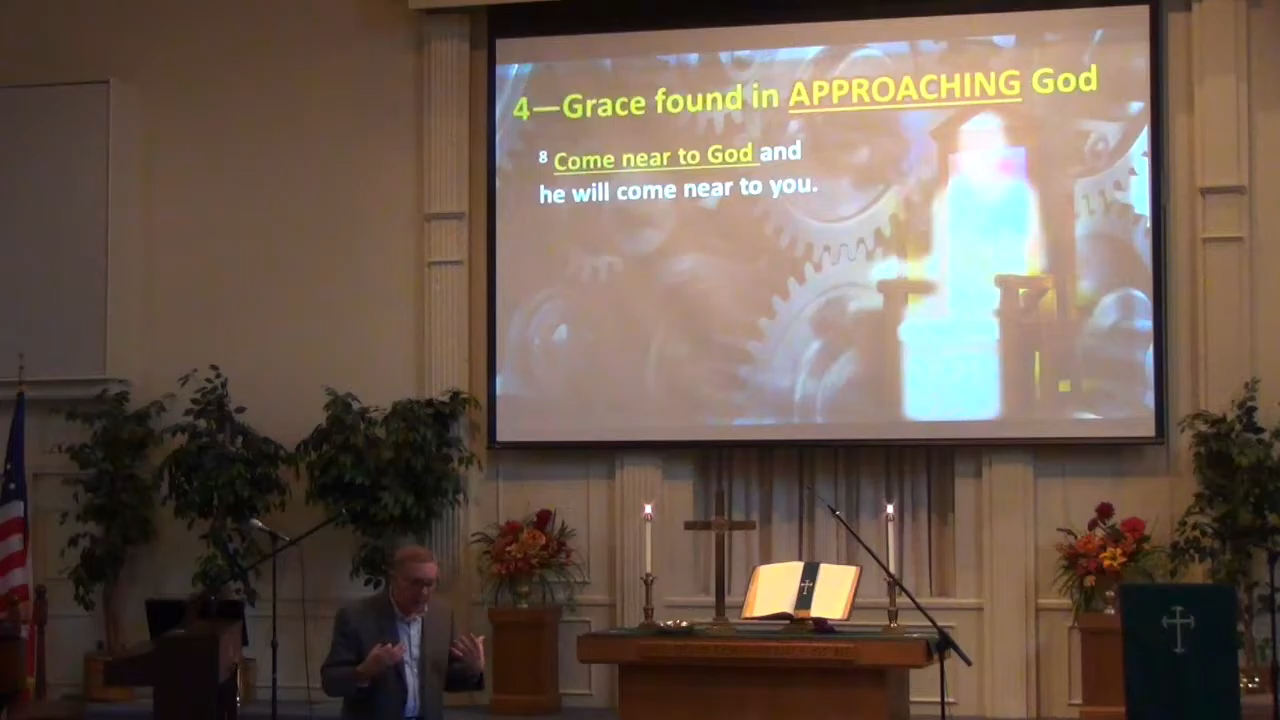 4—Grace found in APPROACHING God
8 Come near to God and
he will come near to you.